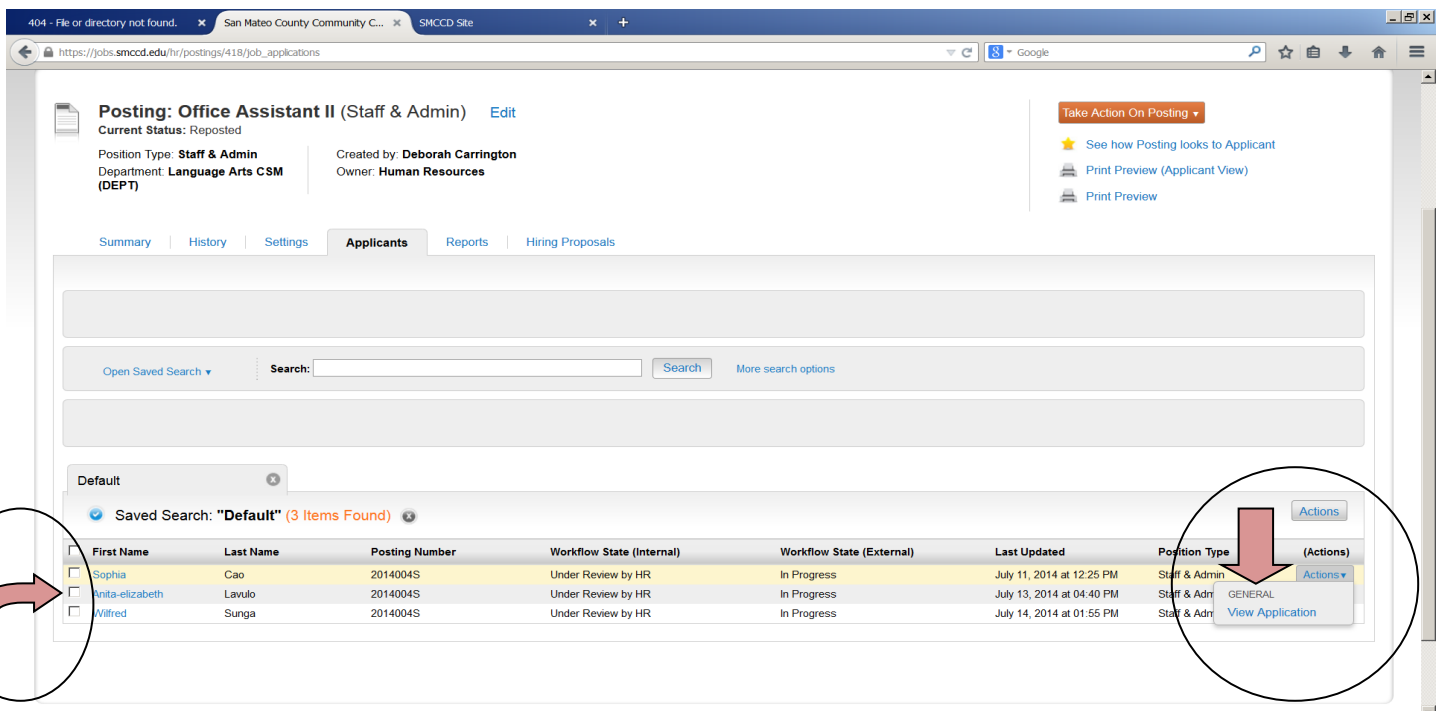 404 - File or directory not found. San Mateo County Community C... SMCCD Site
https://jobs.smccd.edu/hr/postings/418/job_applications Google
Posting: Office Assistant II (Staff & Admin) Edit
Current Status: Reposted
Position Type: Staff & Admin
Department: Language Arts CSM
(DEPT)
Created by: Deborah Carrington
Owner: Human Resources
Take Action On Posting
See how Posting looks to Applicant
Print Preview (Applicant View)
Print Preview
Summary History Settings Applicants Reports Hiring Proposals
Open Saved Search Search: Search More search options
Default
Saved Search: "Default" (3 Items Found) Actions
First Name Last Name Posting Number Workflow State (Internal) Workflow State (External) Last Updated Position Type (Actions)
Sophia Cao 2014004S Under Review by HR In Progress July 11, 2014 at 12:25 PM Staff & Admin Actions
Anita-elizabeth Lavulo 2014004S Under Review by HR In Progress July 13, 2014 at 04:40 PM Staff & Adm
Wilfred Sunga 2014004S Under Review by HR In Progress July 14, 2014 at 01:55 PM Staff & Adm
GENERAL
View Application